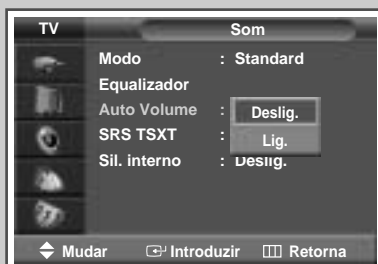 TV Som
Modo : Standard
Equalizador
Auto Volume : Deslig.
SRS TSXT : Lig.
Sil. interno : Deslig.
Mudar Introduzir Retorna